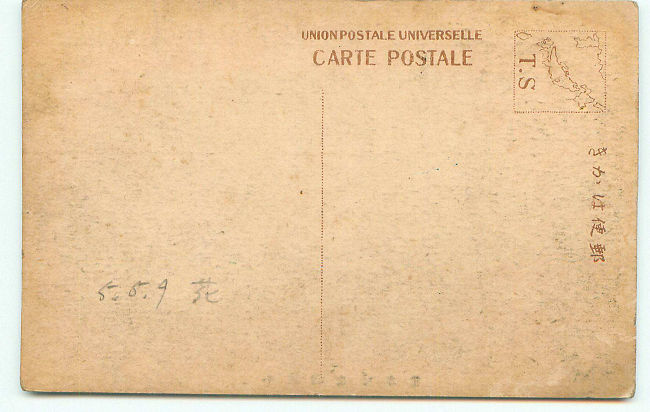 UNION POSTALE UNIVERSELLE
CARTE POSTALE
T.S
きかは便郵
5.5.9